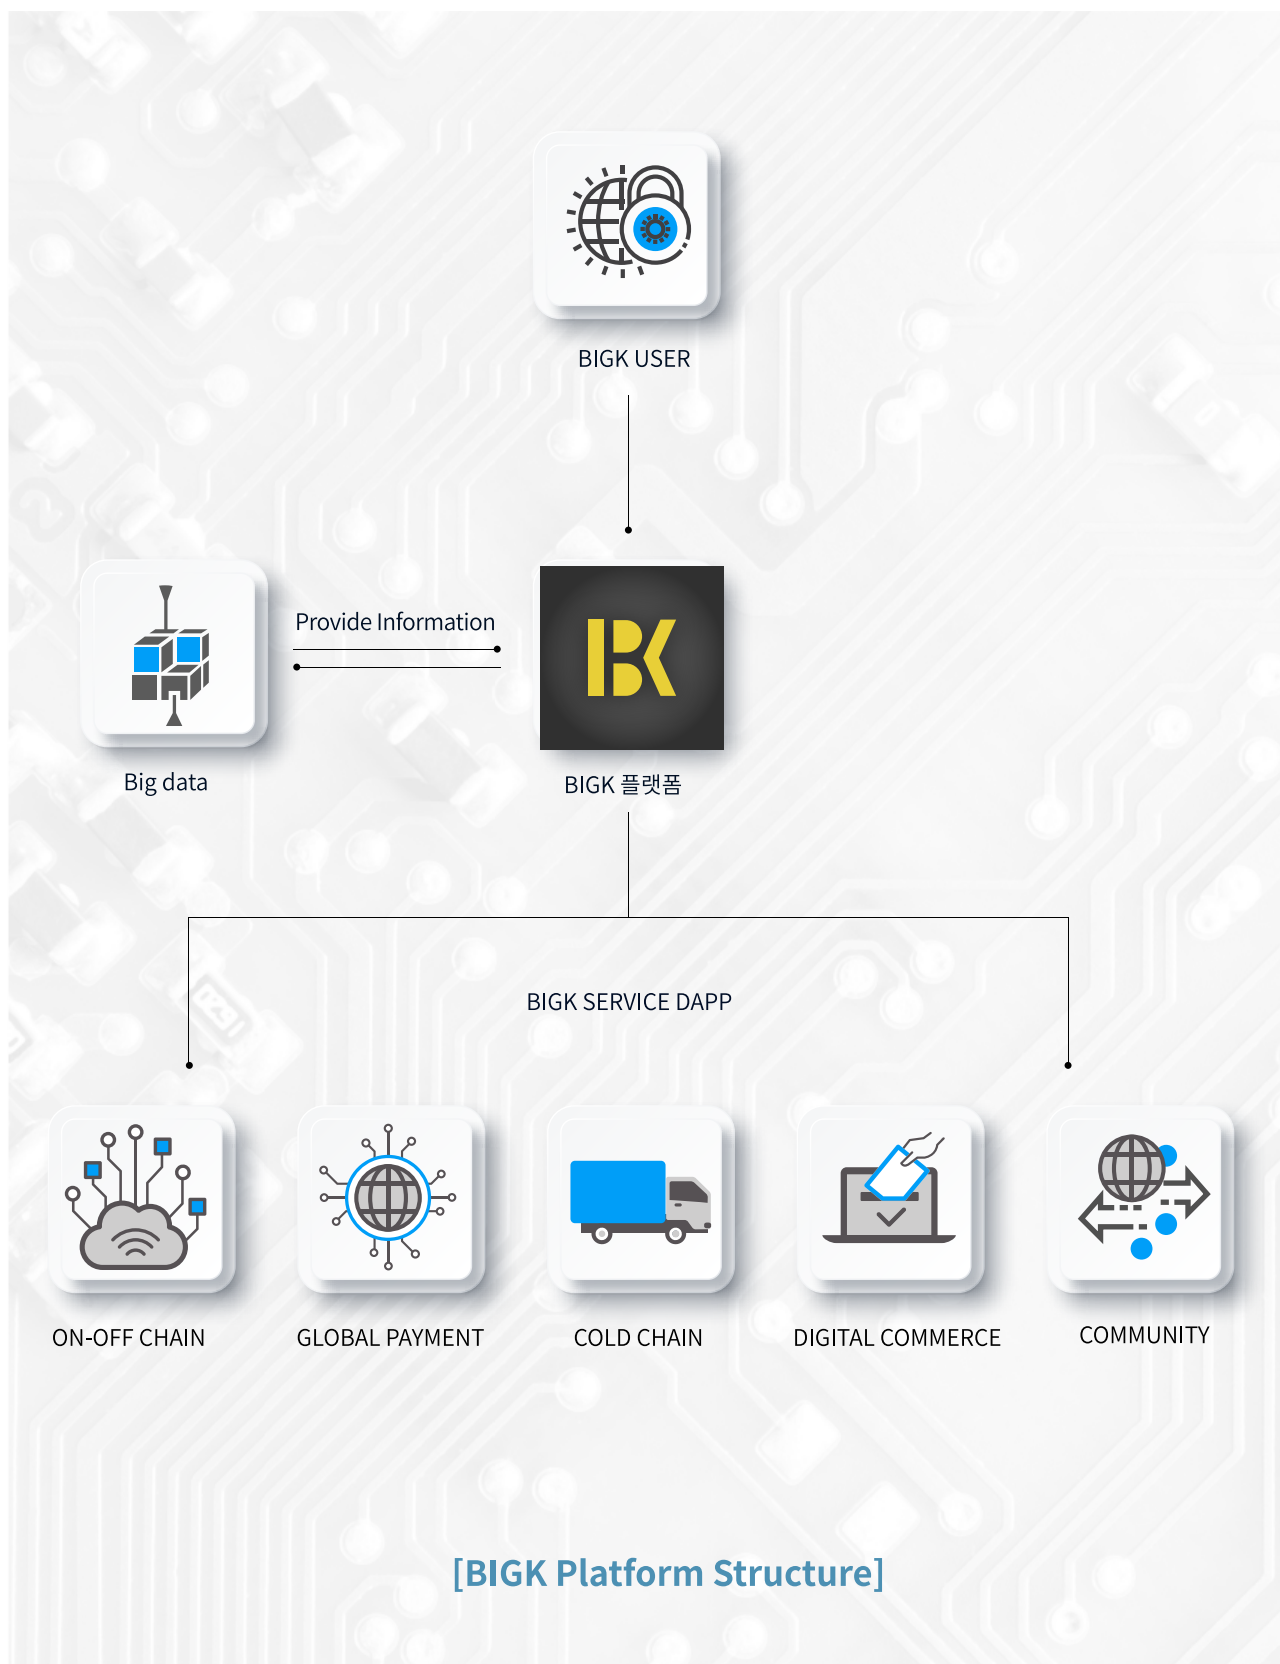 BIGK USER
Provide Information
BK
Big data
BIGK 플랫폼
BIGK SERVICE DAPP
ON-OFF CHAIN
GLOBAL PAYMENT
COLD CHAIN
DIGITAL COMMERCE
COMMUNITY
[BIGK Platform Structure]